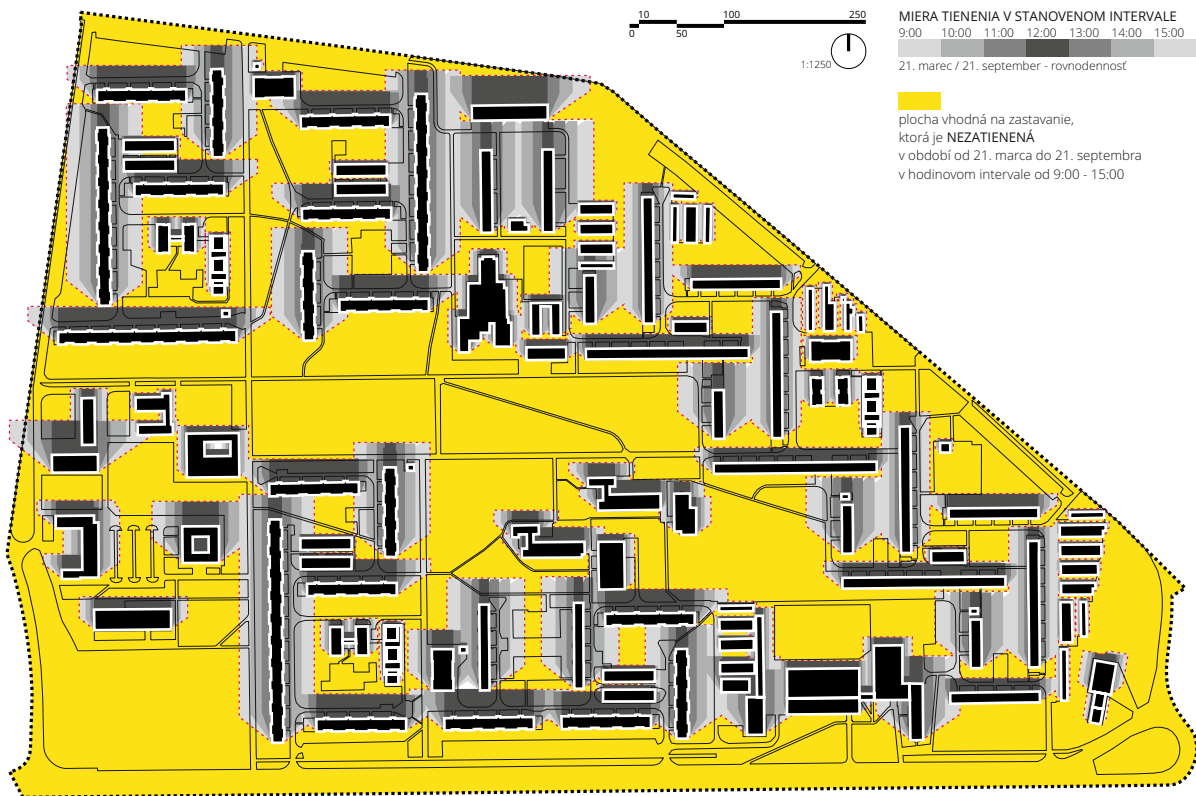 10 100 250
0 50
1:1250
MIERA TIENENIA V STANOVENOM INTERVALE
9:00 10:00 11:00 12:00 13:00 14:00 15:00
21. marec / 21. september - rovnodennosť
plocha vhodná na zastavanie,
ktorá je NEZATIENENÁ
v období od 21. marca do 21. septembra
v hodinovom intervale od 9:00 - 15:00